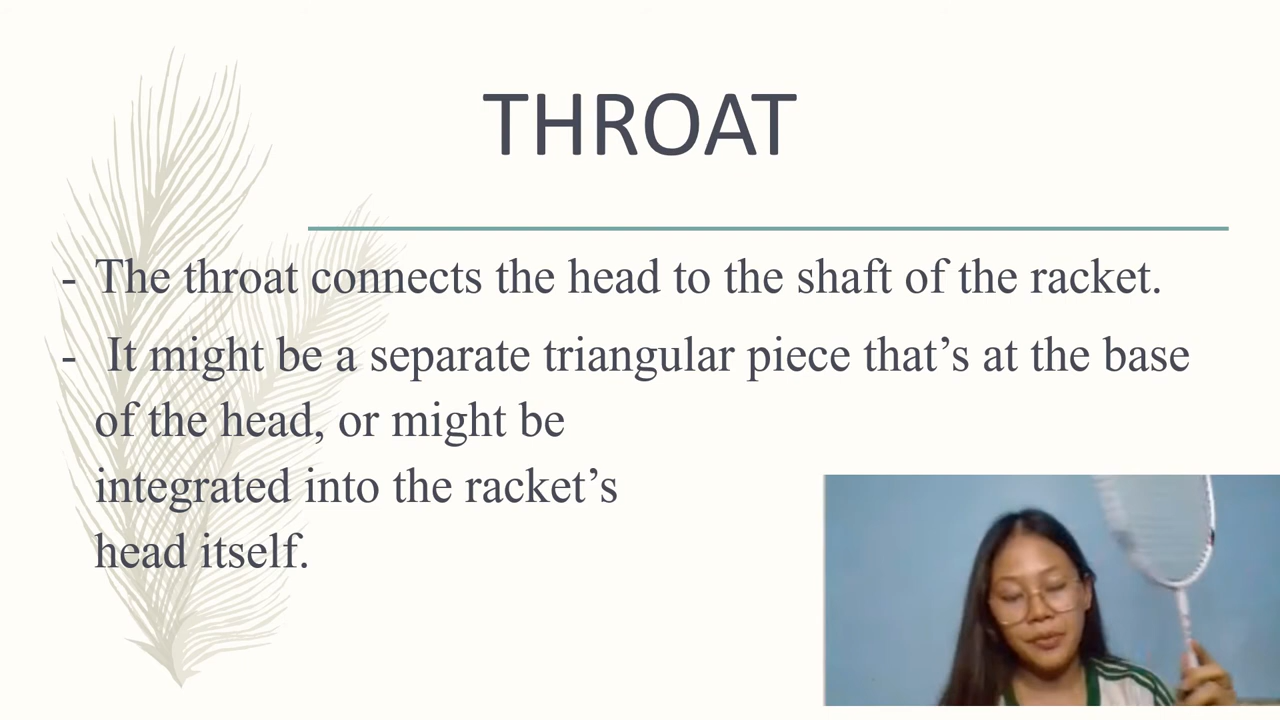 THROAT
- The throat connects the head to the shaft of the racket.
- It might be a separate triangular piece that’s at the base
of the head, or might be
integrated into the racket’s
head itself.